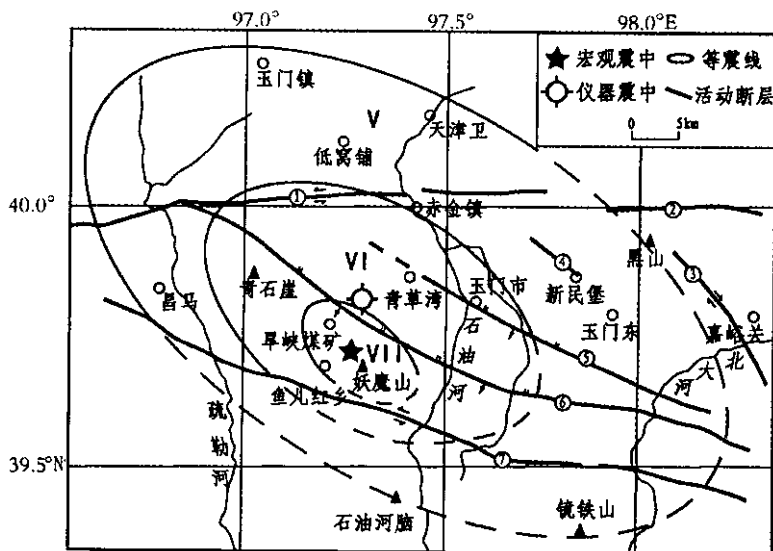 97.0° 97.5° 98.0°E
宏观震中 等震线
仪器震中 活动断层
0 5km
玉门镇
V
天津卫
低窝铺
40.0°
①
赤金镇
②
黑山
VI
④
③
昌马
青石崖
青草湾
玉门市
新民堡
玉门东
嘉峪关
旱峡煤矿
VII
石油河
⑤
北大河
妖魔山
鱼儿红乡
⑥
疏勒河
⑦
39.5°N
石油河脑
镜铁山